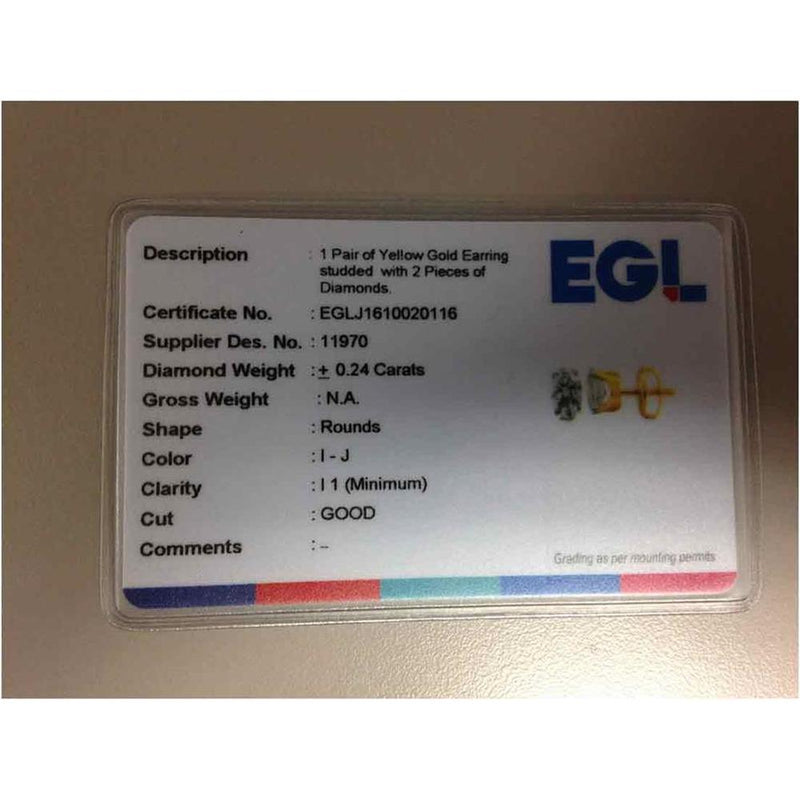 EGL
Description : 1 Pair of Yellow Gold Earring
studded with 2 Pieces of
Diamonds.
Certificate No. : EGLJ1610020116
Supplier Des. No. : 11970
Diamond Weight : ± 0.24 Carats
Gross Weight : N.A.
Shape : Rounds
Color : I - J
Clarity : I 1 (Minimum)
Cut : GOOD
Comments : --
Grading as per mounting permits